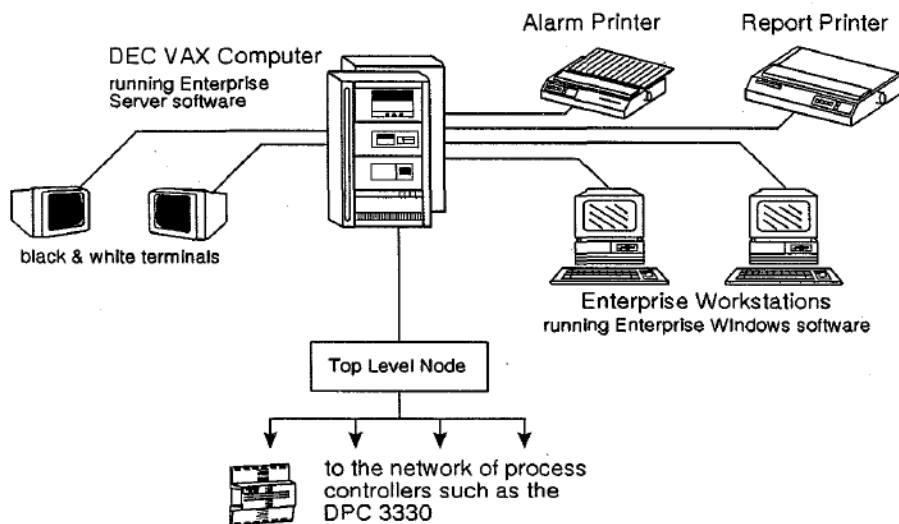 Alarm Printer
Report Printer
DEC VAX Computer
running Enterprise
Server software
black & white terminals
Enterprise Workstations
running Enterprise Windows software
Top Level Node
to the network of process
controllers such as the
DPC 3330